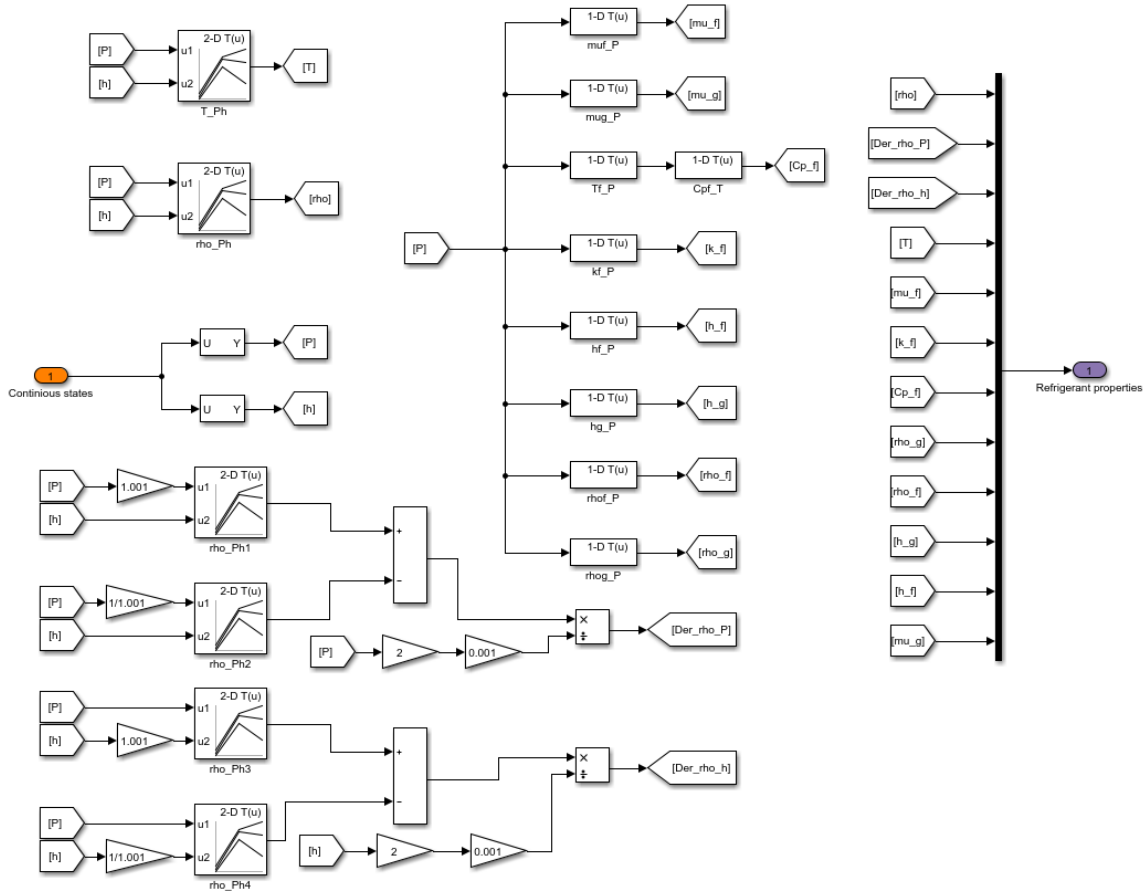 [P]
[h]
u1
u2
2-D T(u)
T_Ph
[T]
[P]
[h]
u1
u2
2-D T(u)
rho_Ph
[rho]
1
Continious states
U Y
[P]
U Y
[h]
[P]
1.001
[h]
u1
u2
2-D T(u)
rho_Ph1
[P]
1/1.001
[h]
u1
u2
2-D T(u)
rho_Ph2
+
−
[P]
2
0.001
×
÷
[Der_rho_P]
[P]
[h]
1.001
u1
u2
2-D T(u)
rho_Ph3
[P]
[h]
1/1.001
u1
u2
2-D T(u)
rho_Ph4
+
−
[h]
2
0.001
×
÷
[Der_rho_h]
[P]
1-D T(u)
muf_P
[mu_f]
1-D T(u)
mug_P
[mu_g]
1-D T(u)
Tf_P
1-D T(u)
Cpf_T
[Cp_f]
1-D T(u)
kf_P
[k_f]
1-D T(u)
hf_P
[h_f]
1-D T(u)
hg_P
[h_g]
1-D T(u)
rhof_P
[rho_f]
1-D T(u)
rhog_P
[rho_g]
[rho]
[Der_rho_P]
[Der_rho_h]
[T]
[mu_f]
[k_f]
[Cp_f]
[rho_g]
[rho_f]
[h_g]
[h_f]
[mu_g]
1
Refrigerant properties